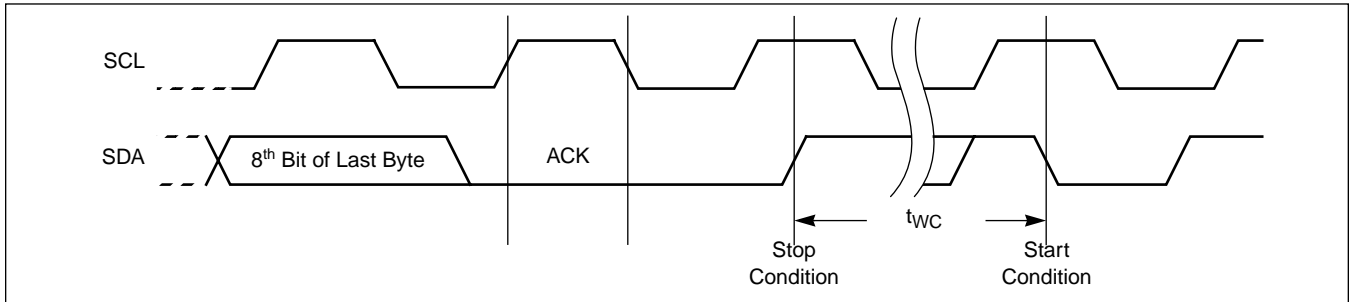 SCL
SDA
8th Bit of Last Byte
ACK
tWC
Stop
Condition
Start
Condition